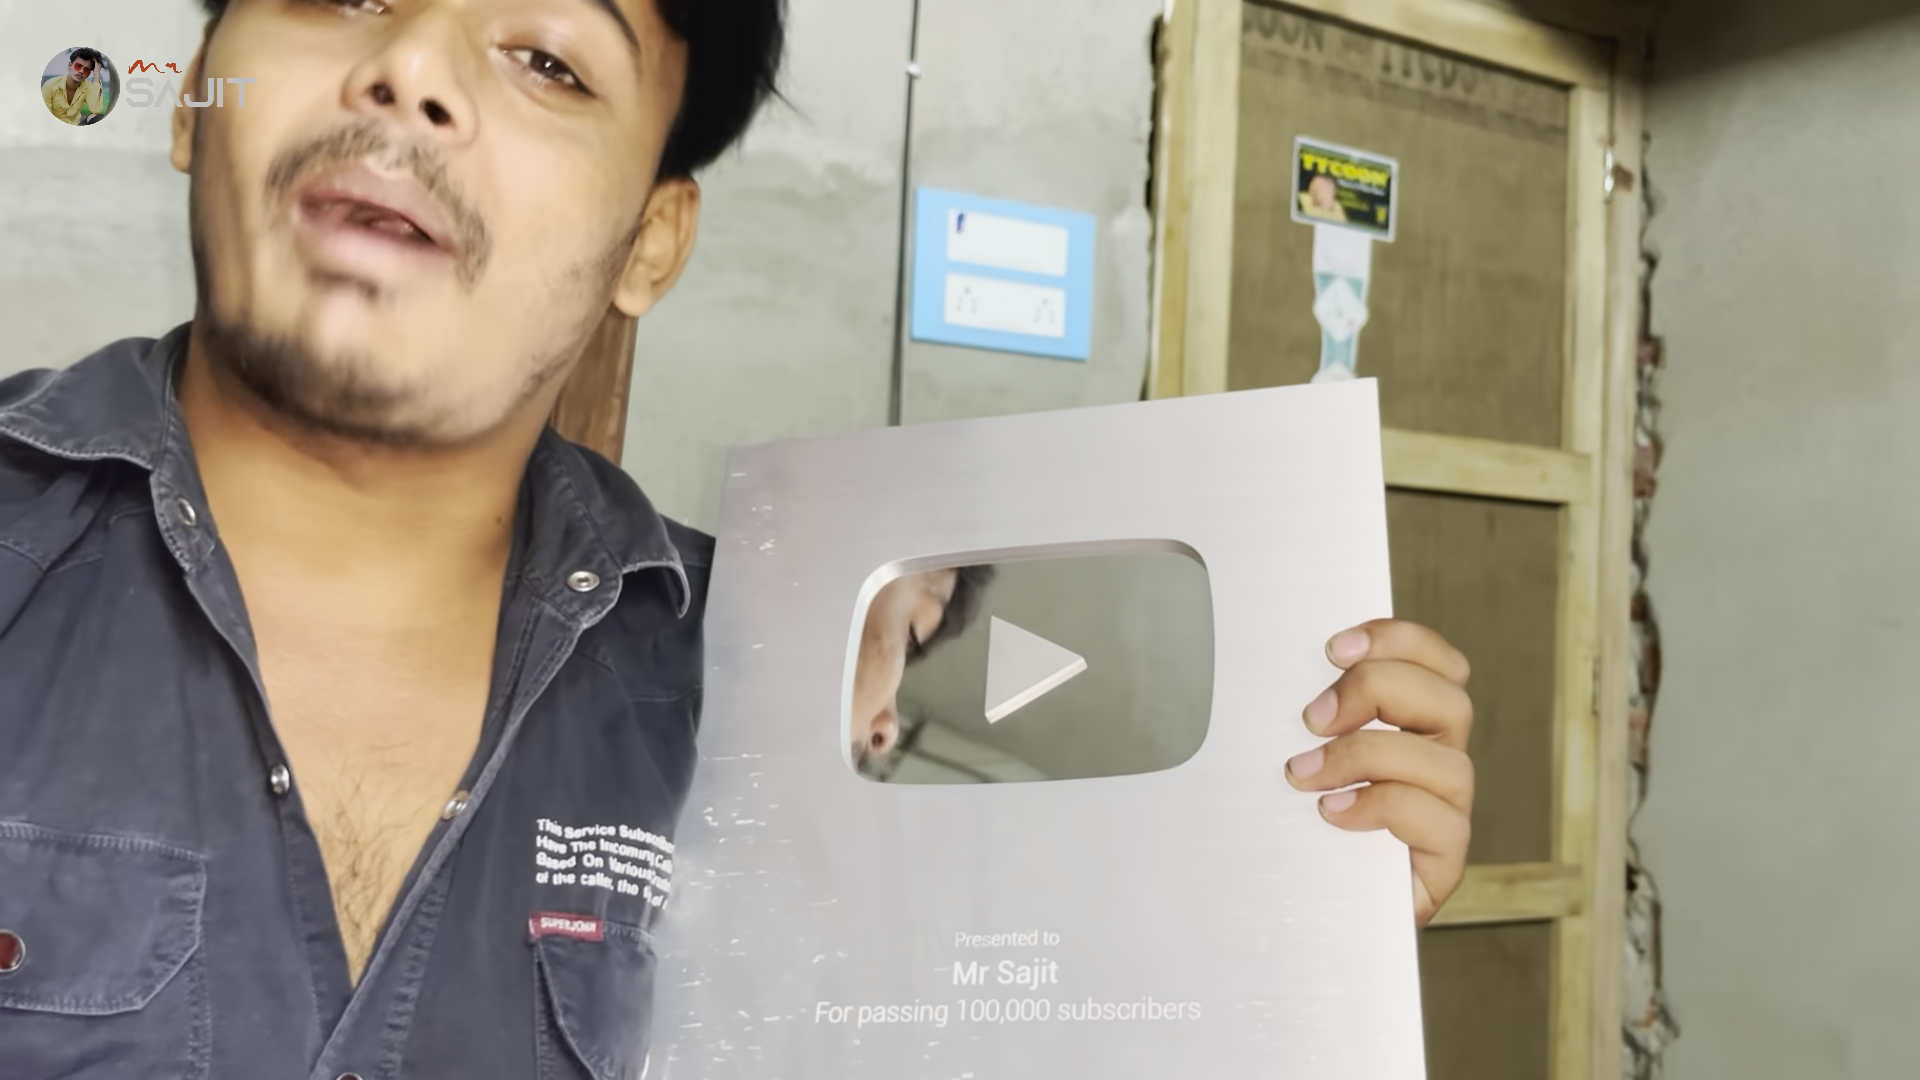 Mr
SAJIT
TYCOON
This Service
Have The Incoming
Based On Various
of the caller, the
SUPERJOHN
Presented to
Mr Sajit
For passing 100,000 subscribers